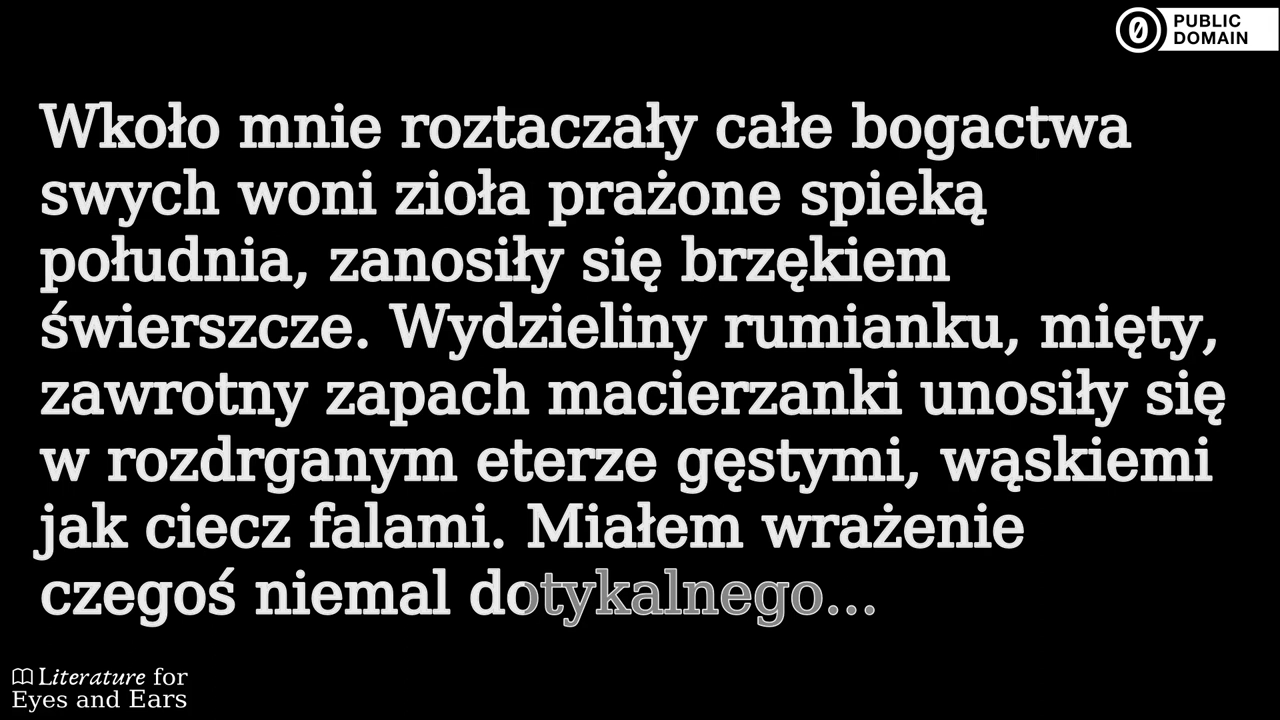 PUBLIC
DOMAIN
Wkoło mnie roztaczały całe bogactwa
swych woni zioła prażone spieką
południa, zanosiły się brzękiem
świerszcze. Wydzieliny rumianku, mięty,
zawrotny zapach macierzanki unosiły się
w rozdrganym eterze gęstymi, wąskiemi
jak ciecz falami. Miałem wrażenie
czegoś niemal dotykalnego...
Literature for
Eyes and Ears